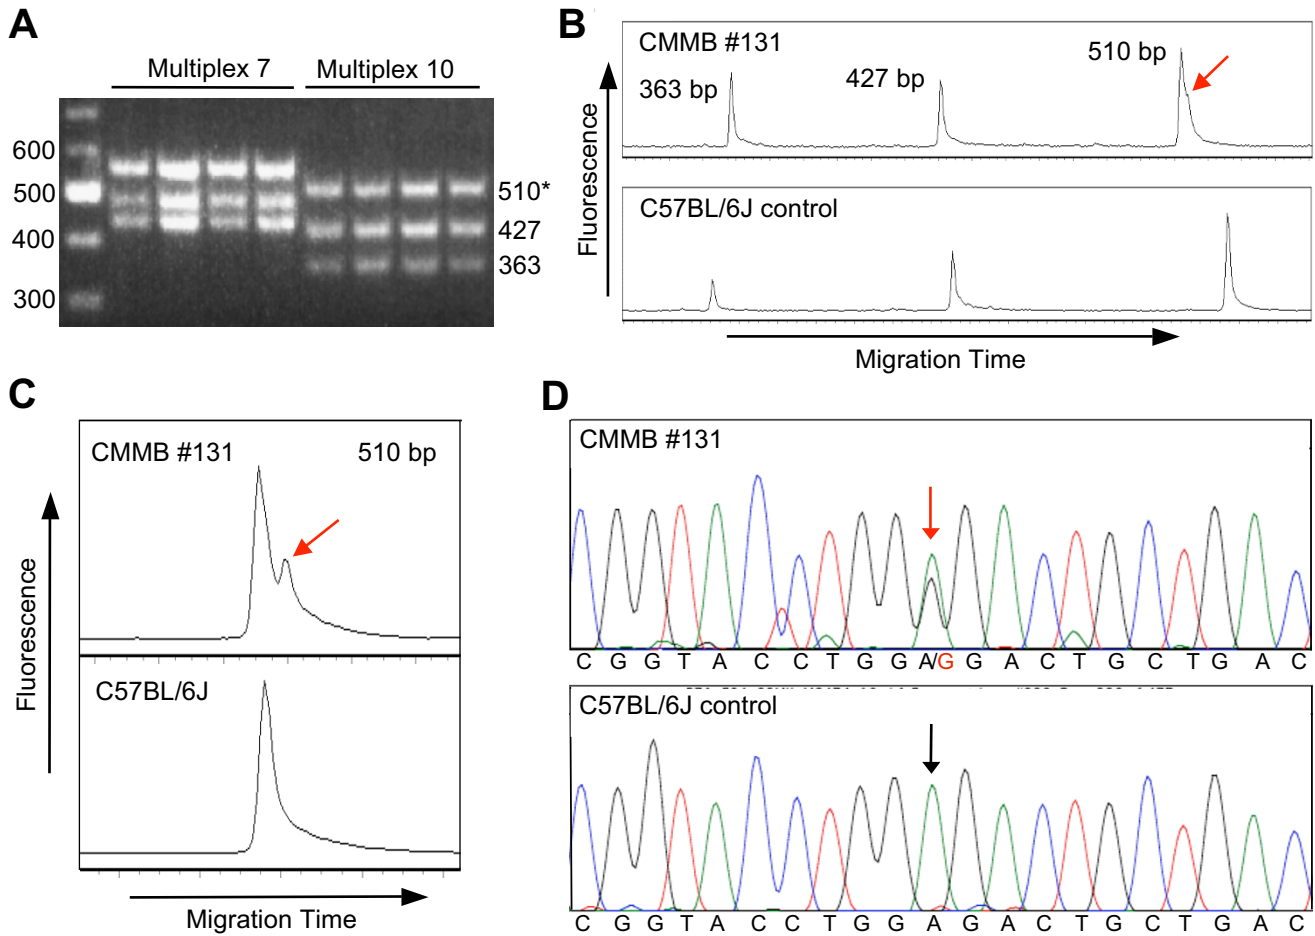 A
Multiplex 7
Multiplex 10
600
500
400
300
510*
427
363
B
CMMB #131
363 bp
427 bp
510 bp
C57BL/6J control
Fluorescence
Migration Time
C
CMMB #131
510 bp
C57BL/6J
Fluorescence
Migration Time
D
CMMB #131
C G G T A C C T G G A/G G A C T G C T G A C
C57BL/6J control
C G G T A C C T G G A G A C T G C T G A C